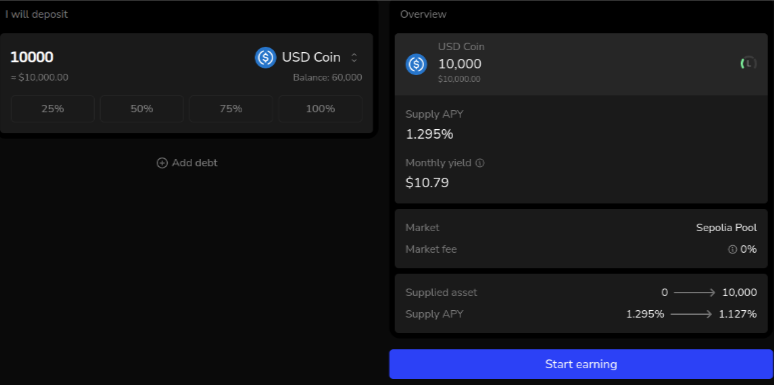 I will deposit
10000
USD Coin
= $10,000.00
Balance: 60,000
25%
50%
75%
100%
Add debt
Overview
USD Coin
10,000
$10,000.00
L
Supply APY
1.295%
Monthly yield
$10.79
Market
Sepolia Pool
Market fee
0%
Supplied asset
0
10,000
Supply APY
1.295%
1.127%
Start earning